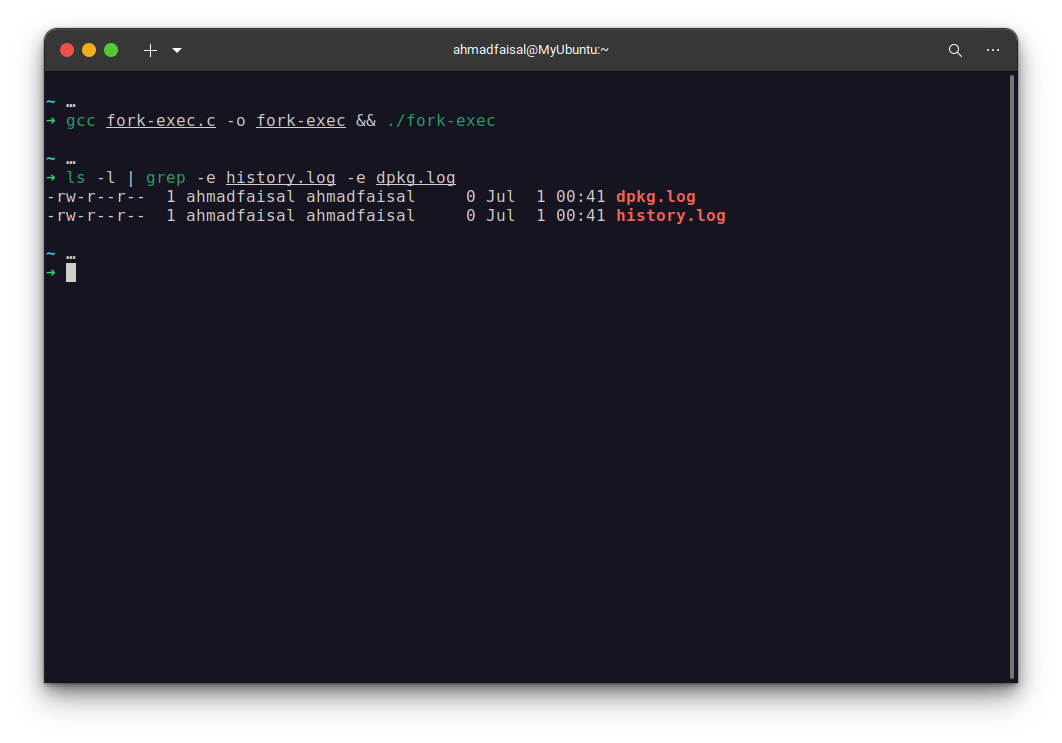 ahmadfaisal@MyUbuntu:~
~ …
➜ gcc fork-exec.c -o fork-exec && ./fork-exec
~ …
➜ ls -l | grep -e history.log -e dpkg.log
-rw-r--r--  1 ahmadfaisal ahmadfaisal     0 Jul  1 00:41 dpkg.log
-rw-r--r--  1 ahmadfaisal ahmadfaisal     0 Jul  1 00:41 history.log
~ …
➜